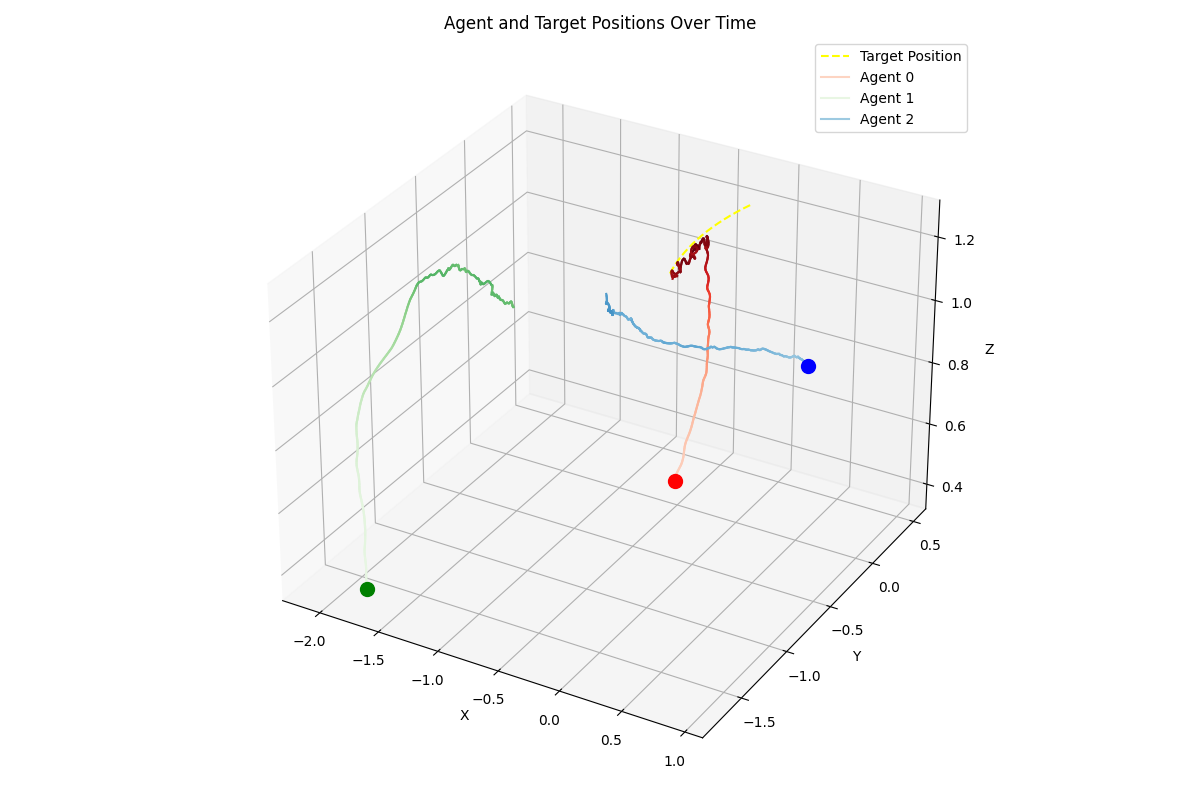 Agent and Target Positions Over Time
Target Position
Agent 0
Agent 1
Agent 2
1.2
1.0
0.8
0.6
0.4
Z
0.5
0.0
−0.5
−1.0
−1.5
Y
−2.0
−1.5
−1.0
−0.5
0.0
0.5
1.0
X